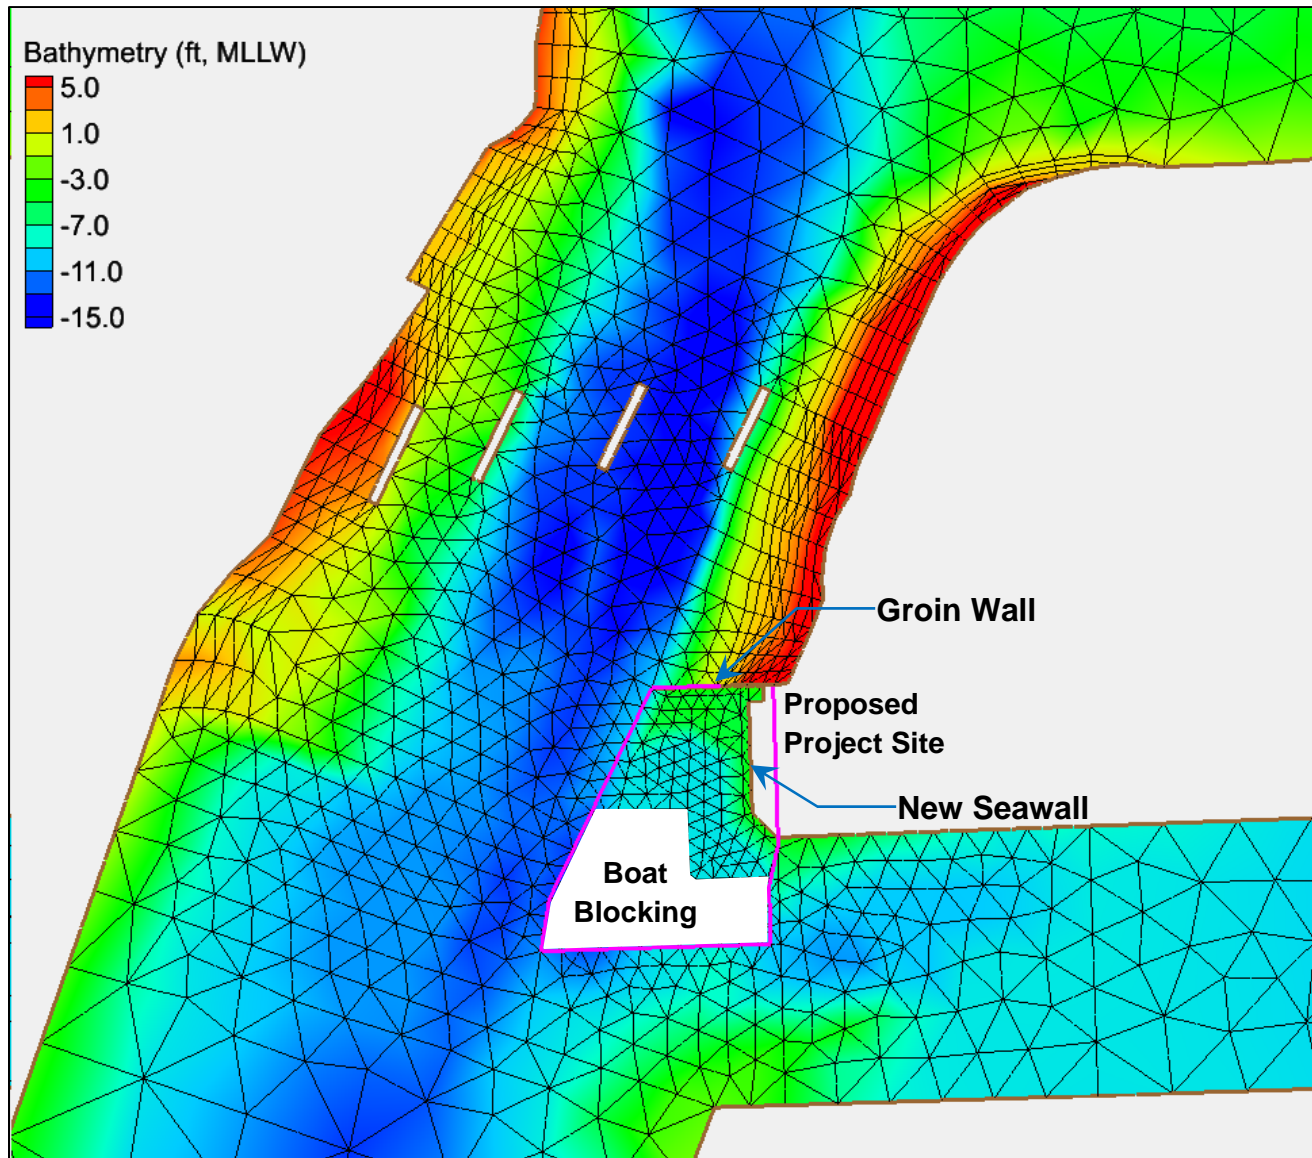 Bathymetry (ft, MLLW)
5.0
1.0
-3.0
-7.0
-11.0
-15.0
Groin Wall
Proposed
Project Site
New Seawall
Boat
Blocking